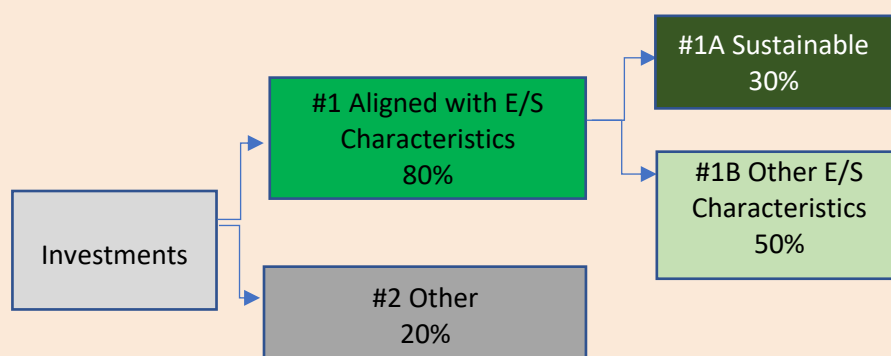 #1A Sustainable
30%
#1 Aligned with E/S
Characteristics
80%
#1B Other E/S
Characteristics
50%
Investments
#2 Other
20%